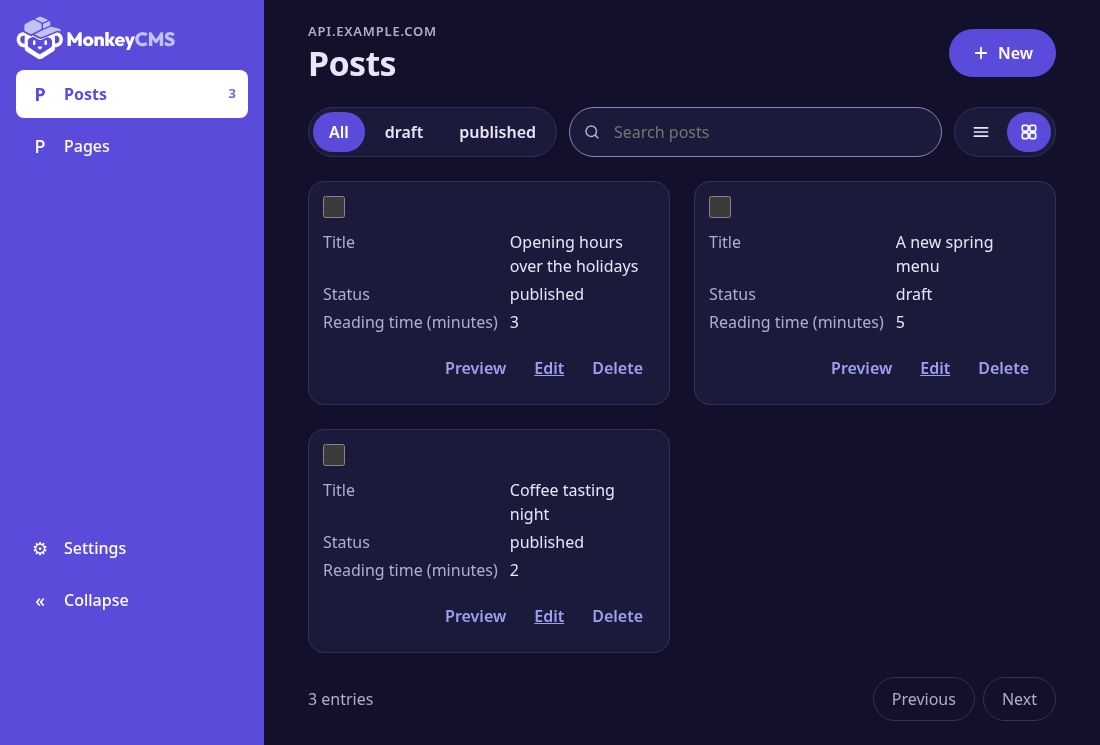 MonkeyCMS
P Posts 3
P Pages
⚙ Settings
« Collapse
API.EXAMPLE.COM
Posts
+ New
All draft published
Search posts
Title Opening hours
over the holidays
Status published
Reading time (minutes) 3
Preview Edit Delete
Title A new spring
menu
Status draft
Reading time (minutes) 5
Preview Edit Delete
Title Coffee tasting
night
Status published
Reading time (minutes) 2
Preview Edit Delete
3 entries
Previous Next